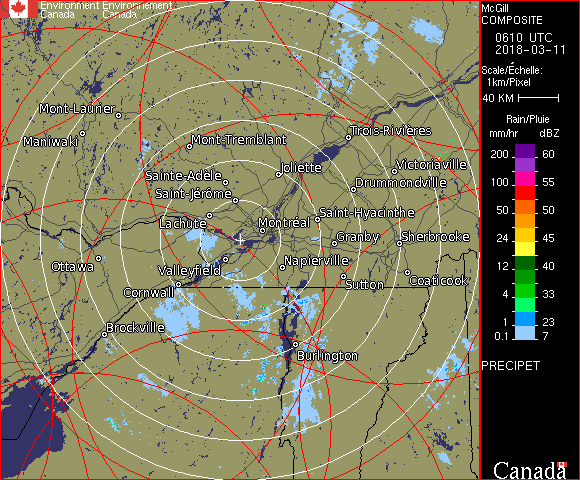 Environment Environnement
Canada Canada
McGill
COMPOSITE
0610 UTC
2018-03-11
Scale/Échelle:
1km/Pixel
40 KM
Rain/Pluie
mm/hr dBZ
200 60
150 57
100 55
50 50
24 45
12 40
4 33
1 23
0.1 7
PRECIPET
Canada
Mont-Laurier
Maniwaki
Mont-Tremblant
Trois-Rivières
Joliette
Victoriaville
Sainte-Adèle
Drummondville
Saint-Jérôme
Lachute
Saint-Hyacinthe
Montréal
Granby
Sherbrooke
Ottawa
Valleyfield
Napierville
Cornwall
Sutton
Coaticook
Brockville
Burlington